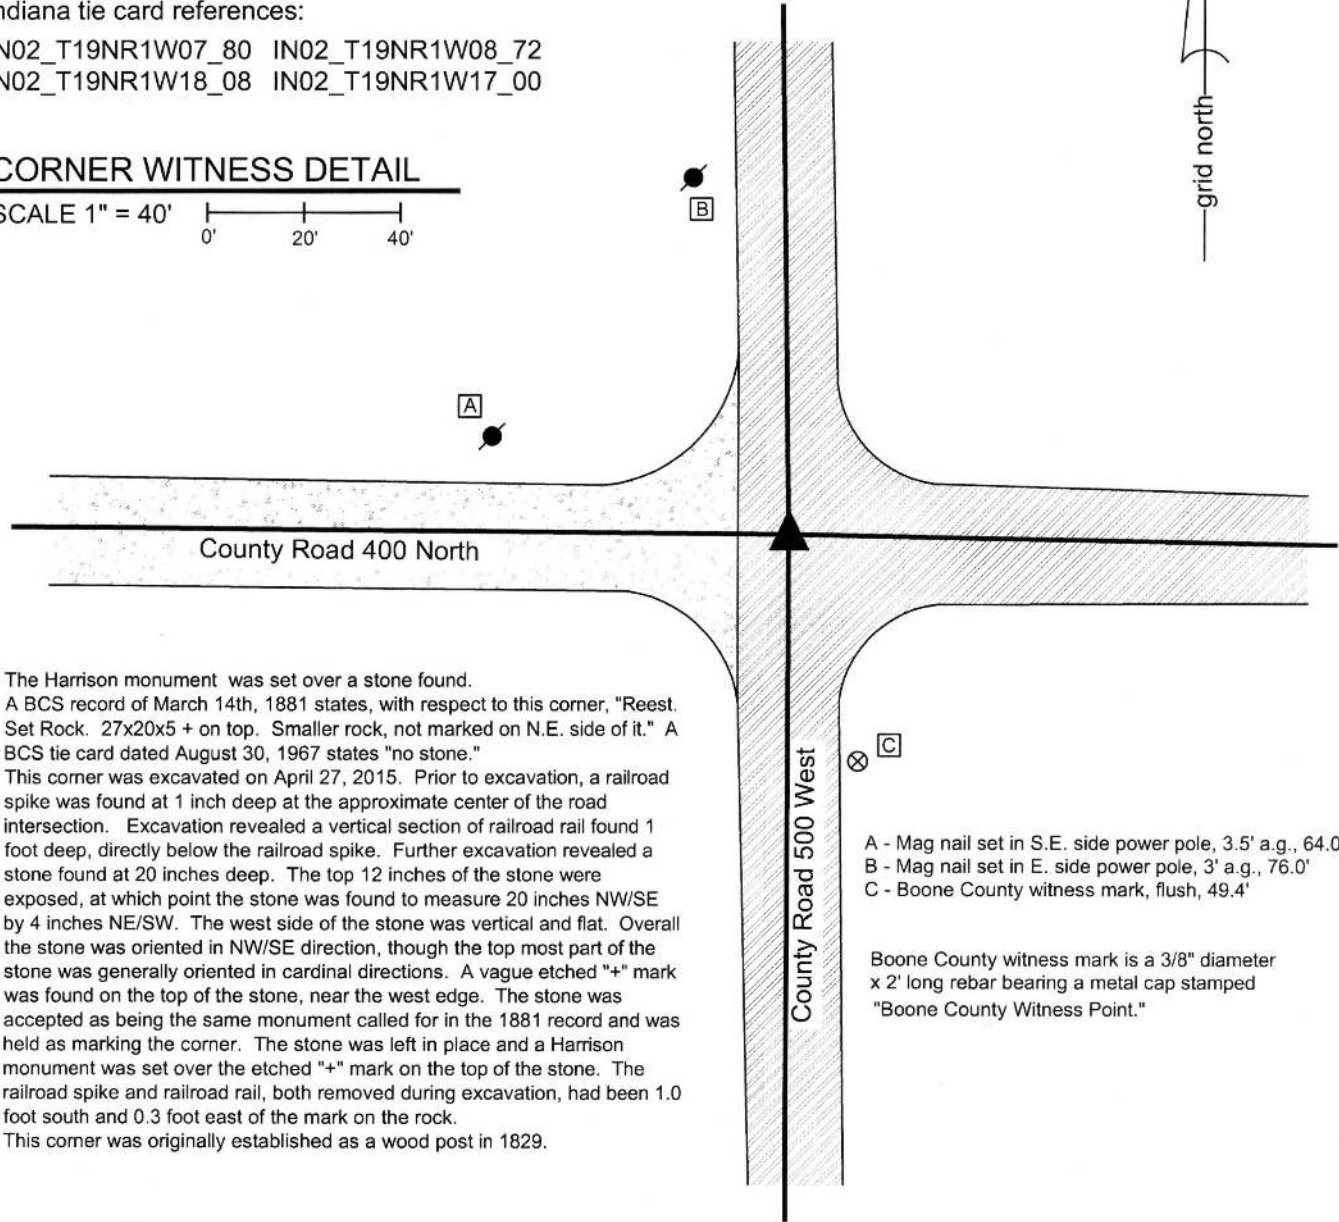 ndiana tie card references:
N02_T19NR1W07_80 IN02_T19NR1W08_72
N02_T19NR1W18_08 IN02_T19NR1W17_00
CORNER WITNESS DETAIL
SCALE 1" = 40'
0' 20' 40'
grid north
B
A
County Road 400 North
C
County Road 500 West
The Harrison monument was set over a stone found.
A BCS record of March 14th, 1881 states, with respect to this corner, "Reest.
Set Rock. 27x20x5 + on top. Smaller rock, not marked on N.E. side of it." A
BCS tie card dated August 30, 1967 states "no stone."
This corner was excavated on April 27, 2015. Prior to excavation, a railroad
spike was found at 1 inch deep at the approximate center of the road
intersection. Excavation revealed a vertical section of railroad rail found 1
foot deep, directly below the railroad spike. Further excavation revealed a
stone found at 20 inches deep. The top 12 inches of the stone were
exposed, at which point the stone was found to measure 20 inches NW/SE
by 4 inches NE/SW. The west side of the stone was vertical and flat. Overall
the stone was oriented in NW/SE direction, though the top most part of the
stone was generally oriented in cardinal directions. A vague etched "+" mark
was found on the top of the stone, near the west edge. The stone was
accepted as being the same monument called for in the 1881 record and was
held as marking the corner. The stone was left in place and a Harrison
monument was set over the etched "+" mark on the top of the stone. The
railroad spike and railroad rail, both removed during excavation, had been 1.0
foot south and 0.3 foot east of the mark on the rock.
This corner was originally established as a wood post in 1829.
A - Mag nail set in S.E. side power pole, 3.5' a.g., 64.0
B - Mag nail set in E. side power pole, 3' a.g., 76.0'
C - Boone County witness mark, flush, 49.4'
Boone County witness mark is a 3/8" diameter
x 2' long rebar bearing a metal cap stamped
"Boone County Witness Point."